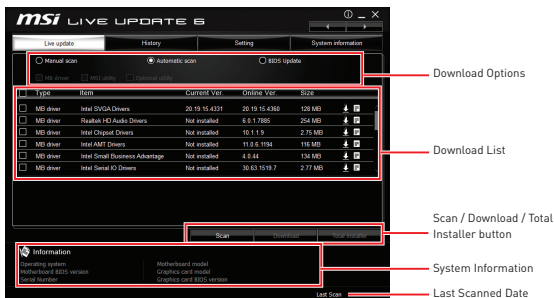 msi LIVE UPDATE 6
Live update History Setting System information
Manual scan Automatic scan BIOS Update
MB driver MSI utility Optional utility
Type Item Current Ver. Online Ver. Size
MB driver Intel SVGA Drivers 20.19.15.4331 20.19.15.4360 128 MB
MB driver Realtek HD Audio Drivers Not installed 6.0.1.7885 254 MB
MB driver Intel Chipset Drivers Not installed 10.1.1.9 2.75 MB
MB driver Intel AMT Drivers Not installed 11.0.6.1194 116 MB
MB driver Intel Small Business Advantage Not installed 4.0.44 134 MB
MB driver Intel Serial IO Drivers Not installed 30.63.1519.7 2.77 MB
Scan Download Total Installer
Information
Operating system Motherboard model
Motherboard BIOS version Graphics card model
Serial Number Graphics card BIOS version
Last Scan
Download Options
Download List
Scan / Download / Total
Installer button
System Information
Last Scanned Date